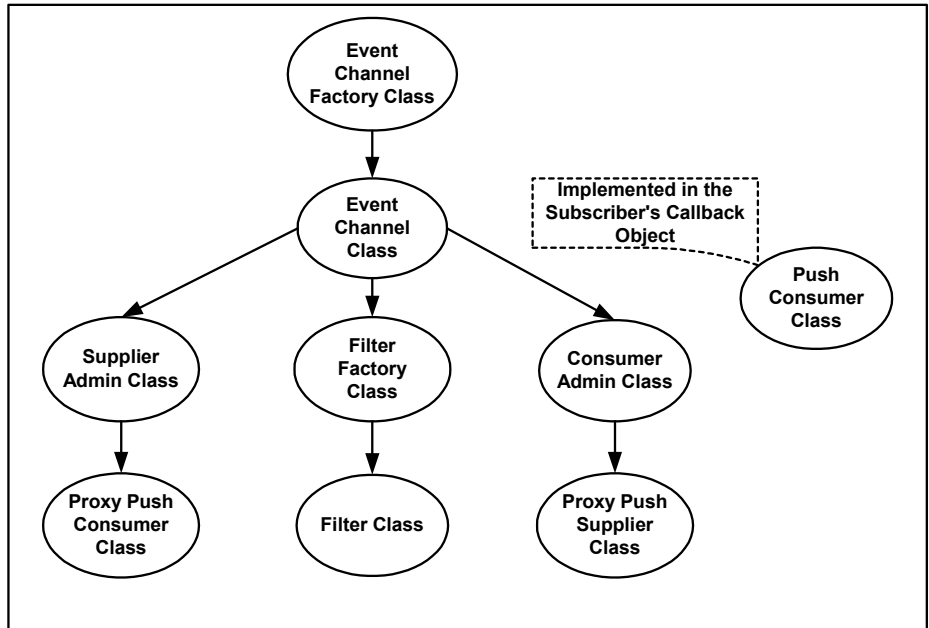 Event
Channel
Factory Class
Event
Channel
Class
Implemented in the
Subscriber's Callback
Object
Push
Consumer
Class
Supplier
Admin Class
Filter
Factory
Class
Consumer
Admin Class
Proxy Push
Consumer
Class
Filter Class
Proxy Push
Supplier
Class